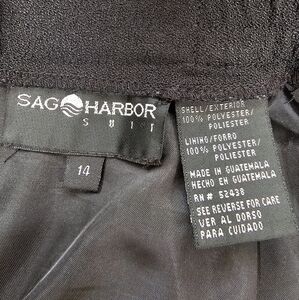 SAG HARBOR
SUIT
14
SHELL/EXTERIOR
100% POLYESTER/
POLIESTER
LINING/FORRO
100% POLYESTER/
POLIESTER
MADE IN GUATEMALA
HECHO EN GUATEMALA
RN# 52438
SEE REVERSE FOR CARE
VER AL DORSO
PARA CUIDADO